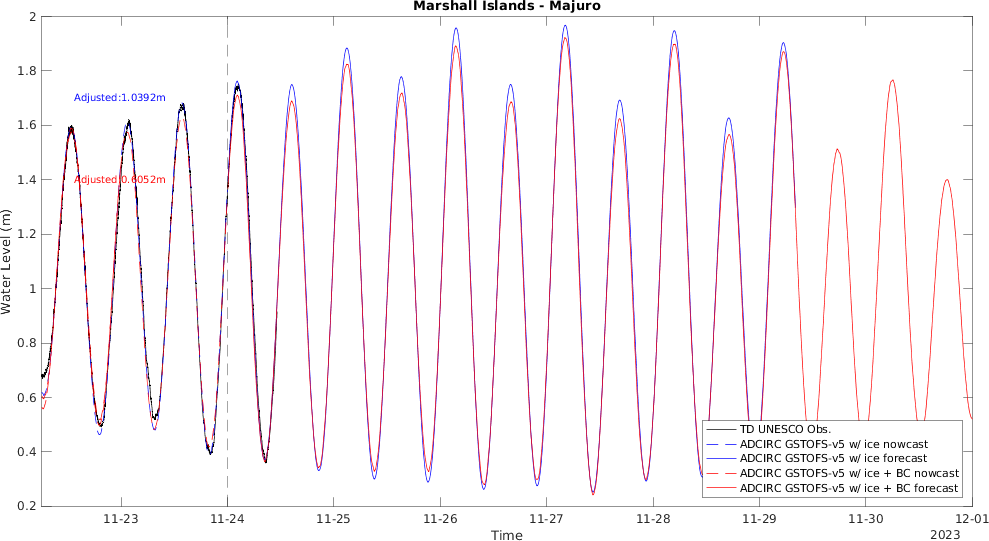 Marshall Islands - Majuro
2
1.8
1.6
1.4
1.2
1
0.8
0.6
0.4
0.2
Water Level (m)
Adjusted:1.0392m
Adjusted:0.6052m
TD UNESCO Obs.
ADCIRC GSTOFS-v5 w/ ice nowcast
ADCIRC GSTOFS-v5 w/ ice forecast
ADCIRC GSTOFS-v5 w/ ice + BC nowcast
ADCIRC GSTOFS-v5 w/ ice + BC forecast
11-23 11-24 11-25 11-26 11-27 11-28 11-29 11-30 12-01
Time
2023